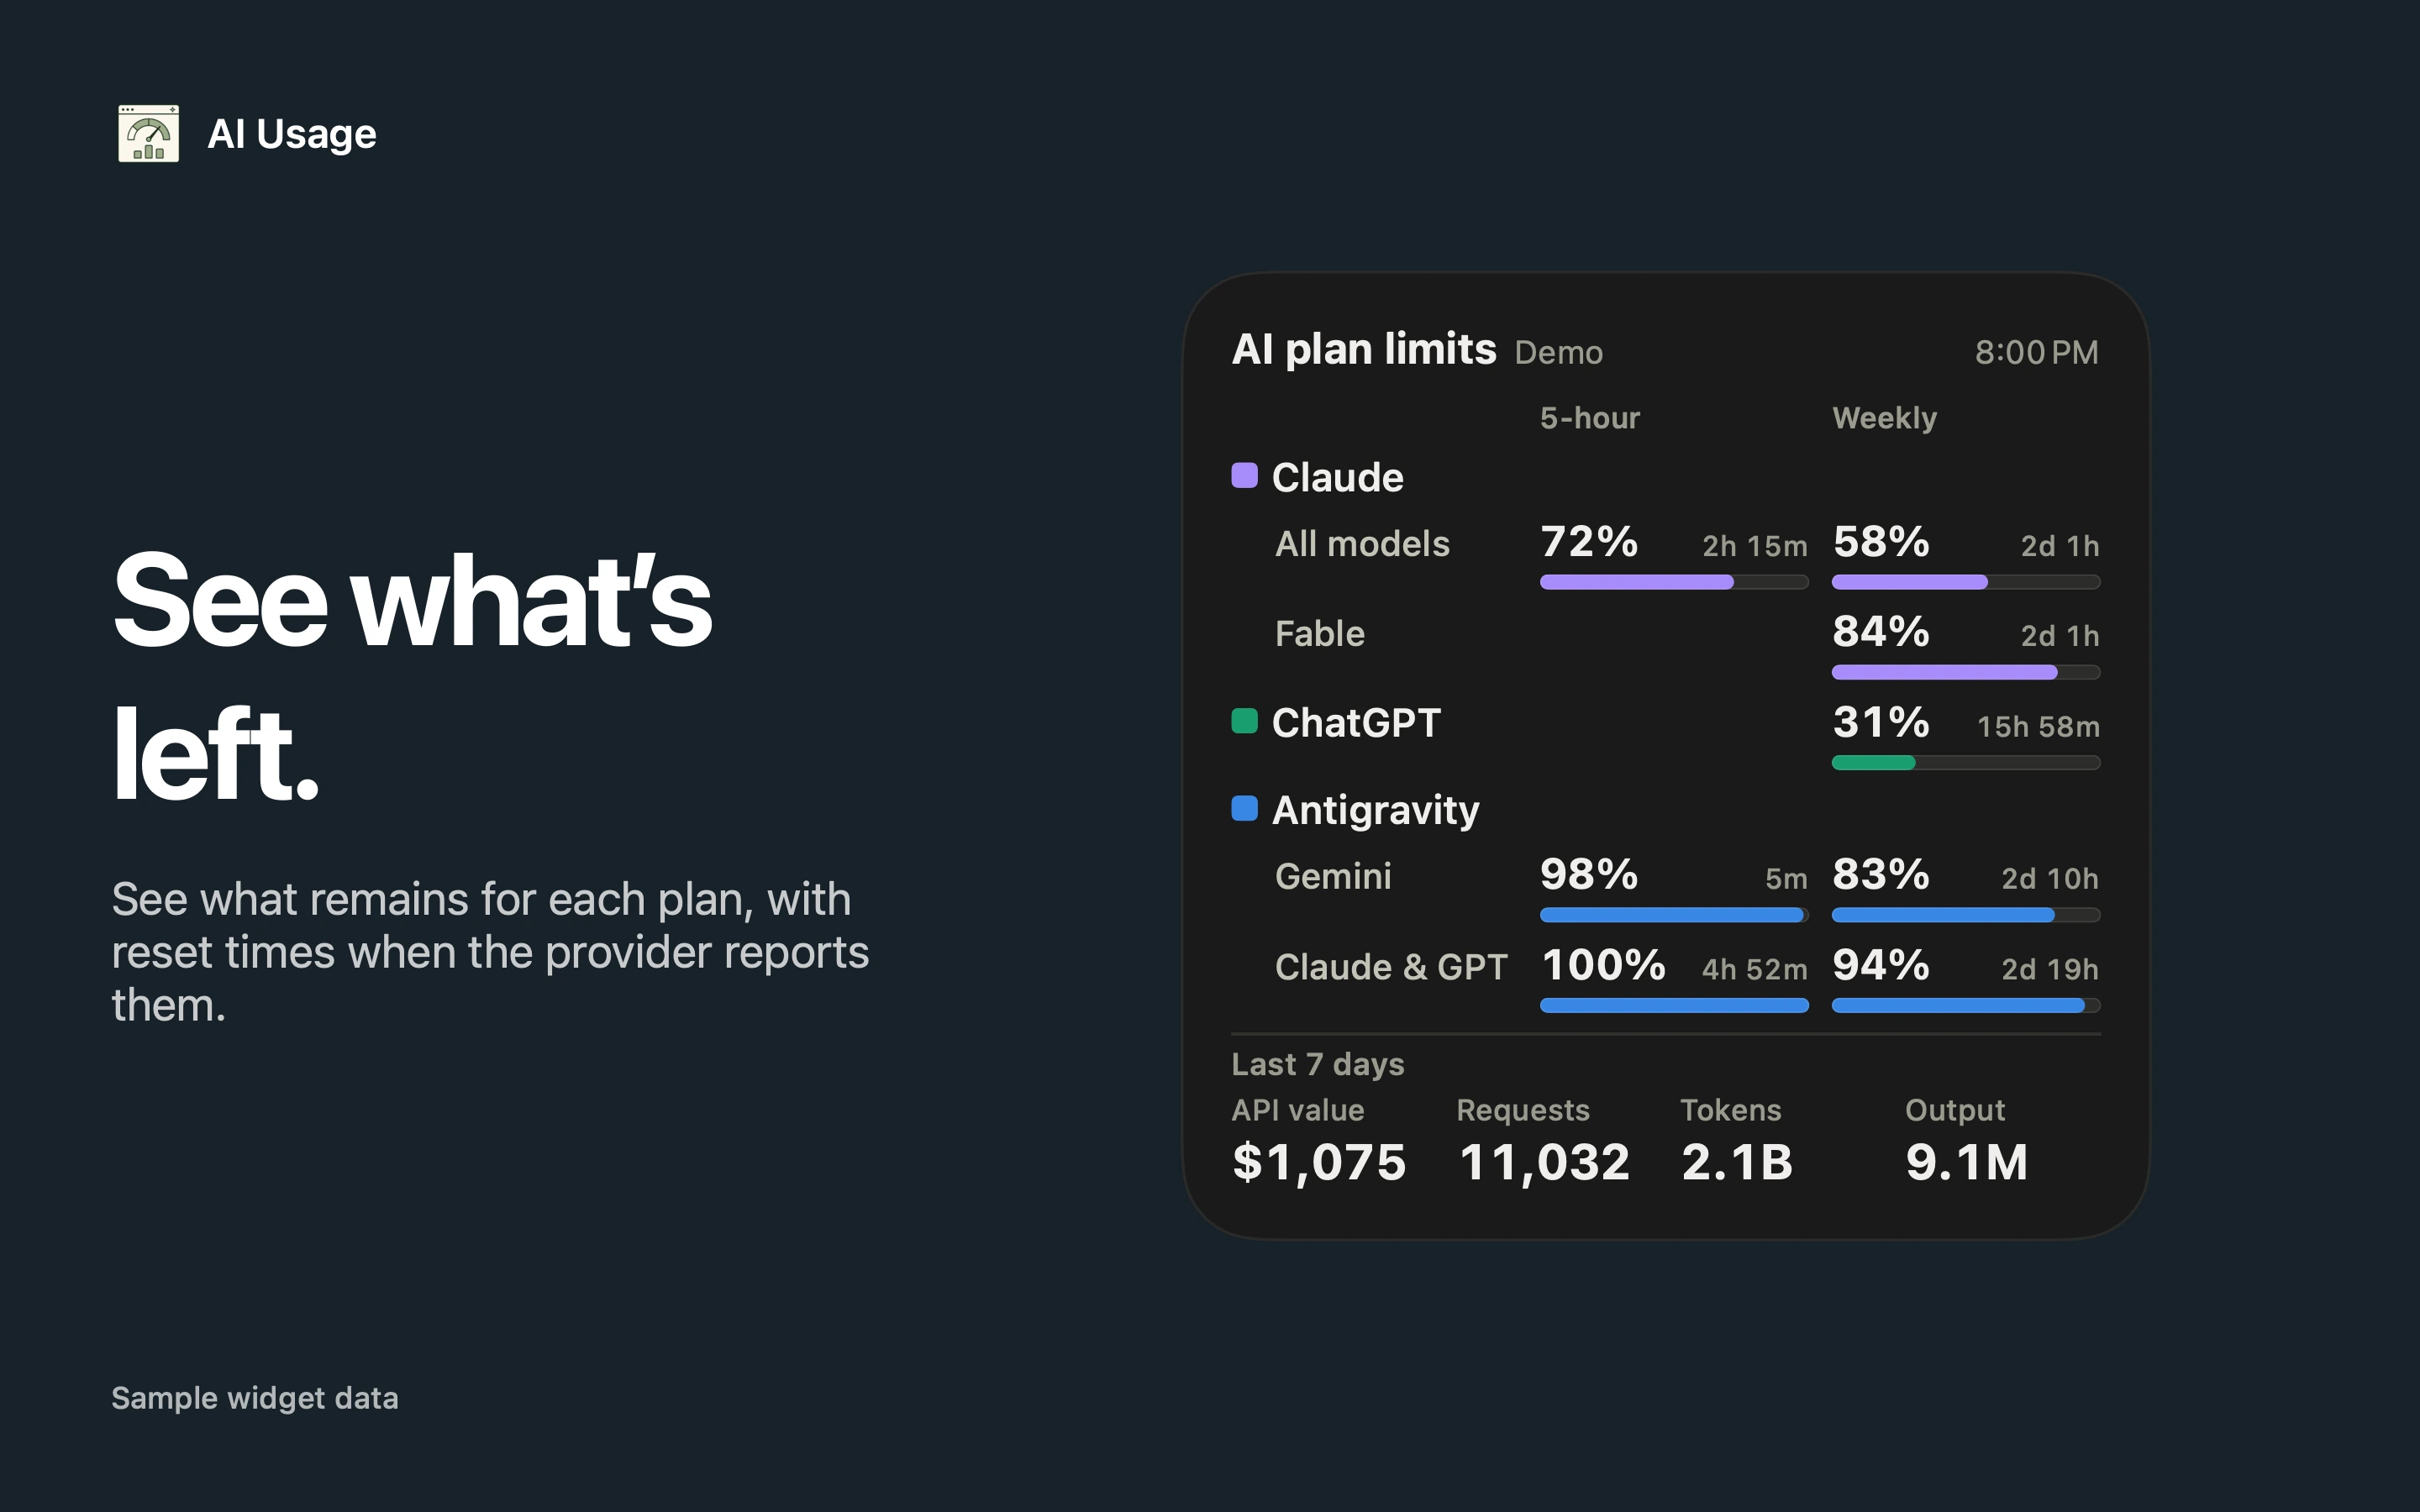 AI Usage
See what’s
left.
See what remains for each plan, with
reset times when the provider reports
them.
Sample widget data
AI plan limits Demo 8:00 PM
5-hour Weekly
Claude
All models 72% 2h 15m 58% 2d 1h
Fable 84% 2d 1h
ChatGPT 31% 15h 58m
Antigravity
Gemini 98% 5m 83% 2d 10h
Claude & GPT 100% 4h 52m 94% 2d 19h
Last 7 days
API value Requests Tokens Output
$1,075 11,032 2.1B 9.1M